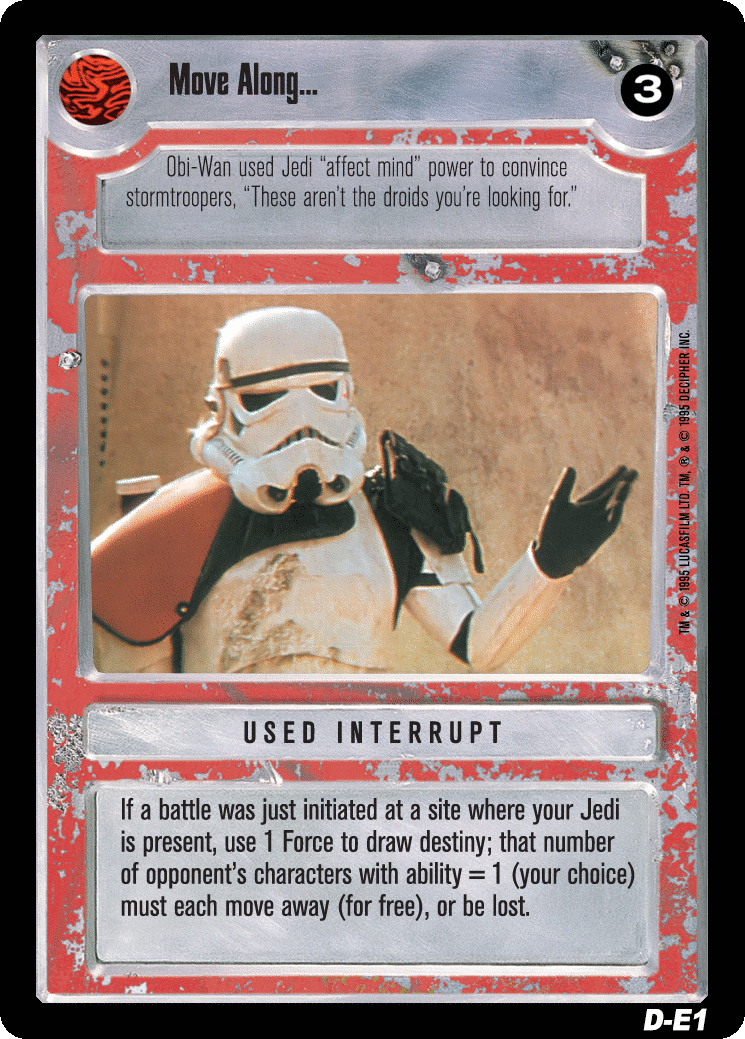 Move Along...
3
Obi-Wan used Jedi “affect mind” power to convince
stormtroopers, “These aren’t the droids you’re looking for.”
TM & © 1995 LUCASFILM LTD. TM, ® & © 1995 DECIPHER INC.
USED INTERRUPT
If a battle was just initiated at a site where your Jedi
is present, use 1 Force to draw destiny; that number
of opponent’s characters with ability = 1 (your choice)
must each move away (for free), or be lost.
D-E1